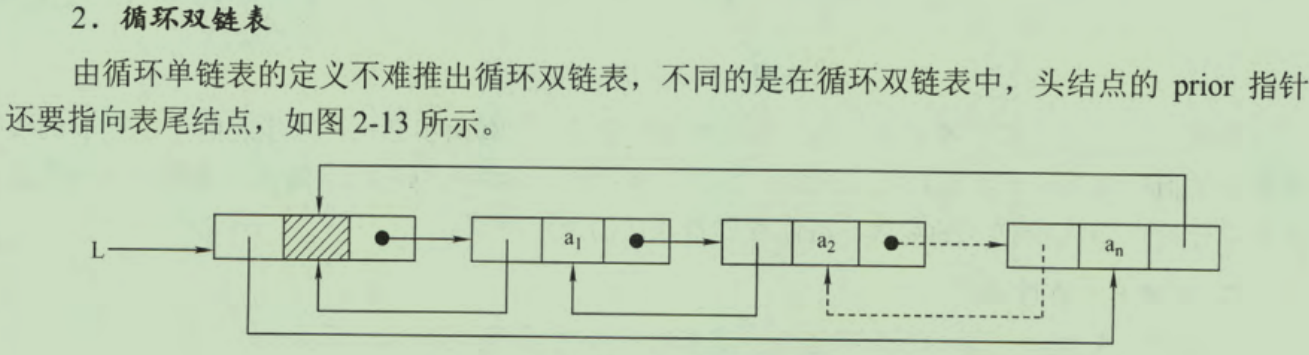 2．循环双链表
由循环单链表的定义不难推出循环双链表，不同的是在循环双链表中，头结点的 prior 指针
还要指向表尾结点，如图 2-13 所示。
L a₁ a₂ aₙ